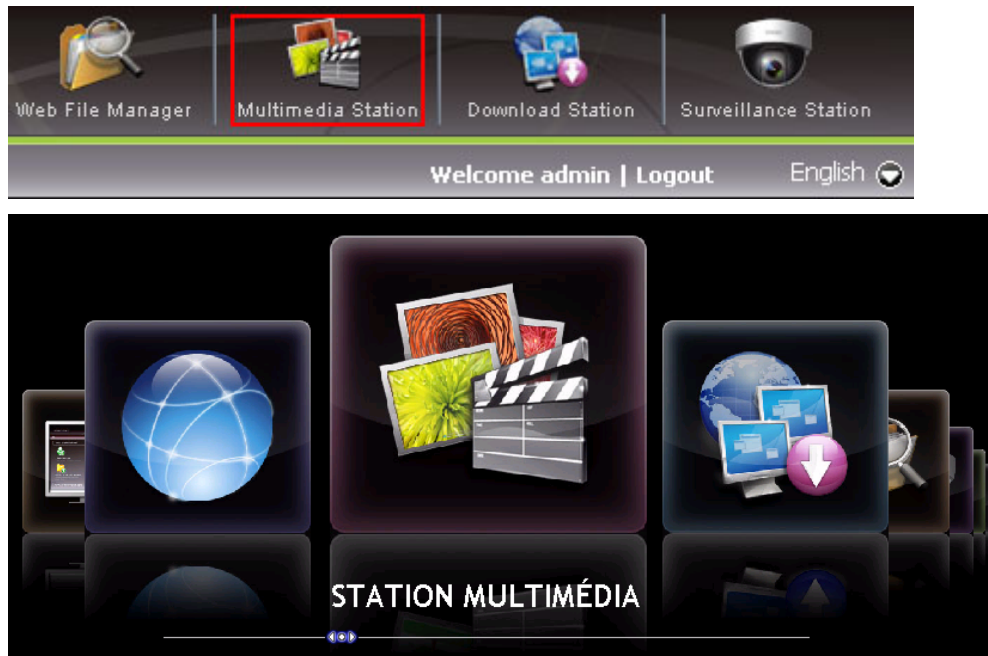 Web File Manager
Multimedia Station
Download Station
Surveillance Station
Welcome admin | Logout
English
STATION MULTIMÉDIA